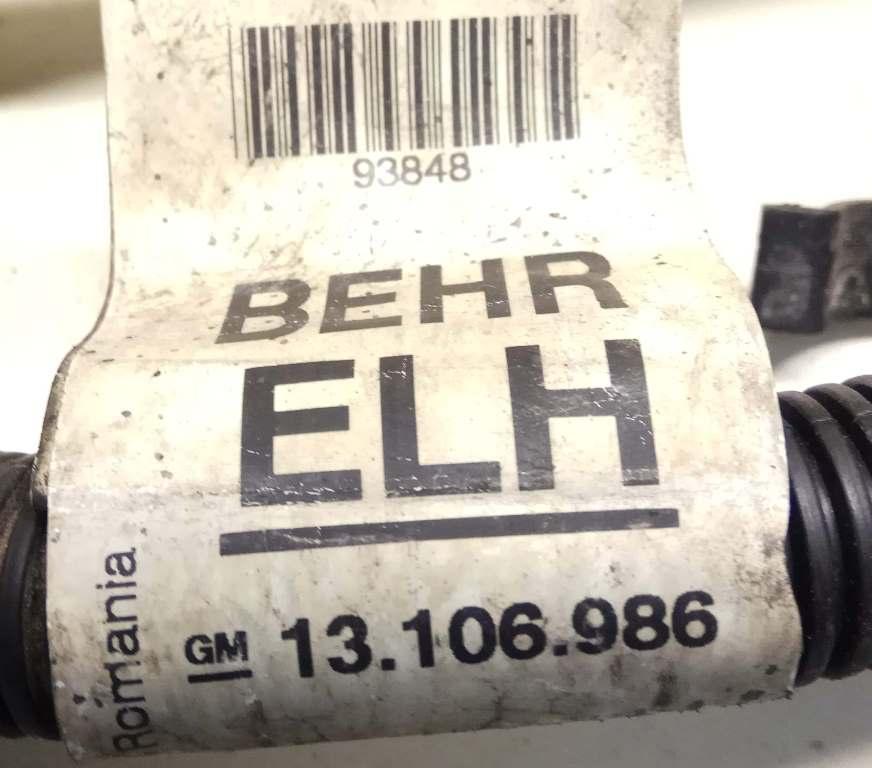 93848
BEHR
ELH
GM 13.106.986
Romania